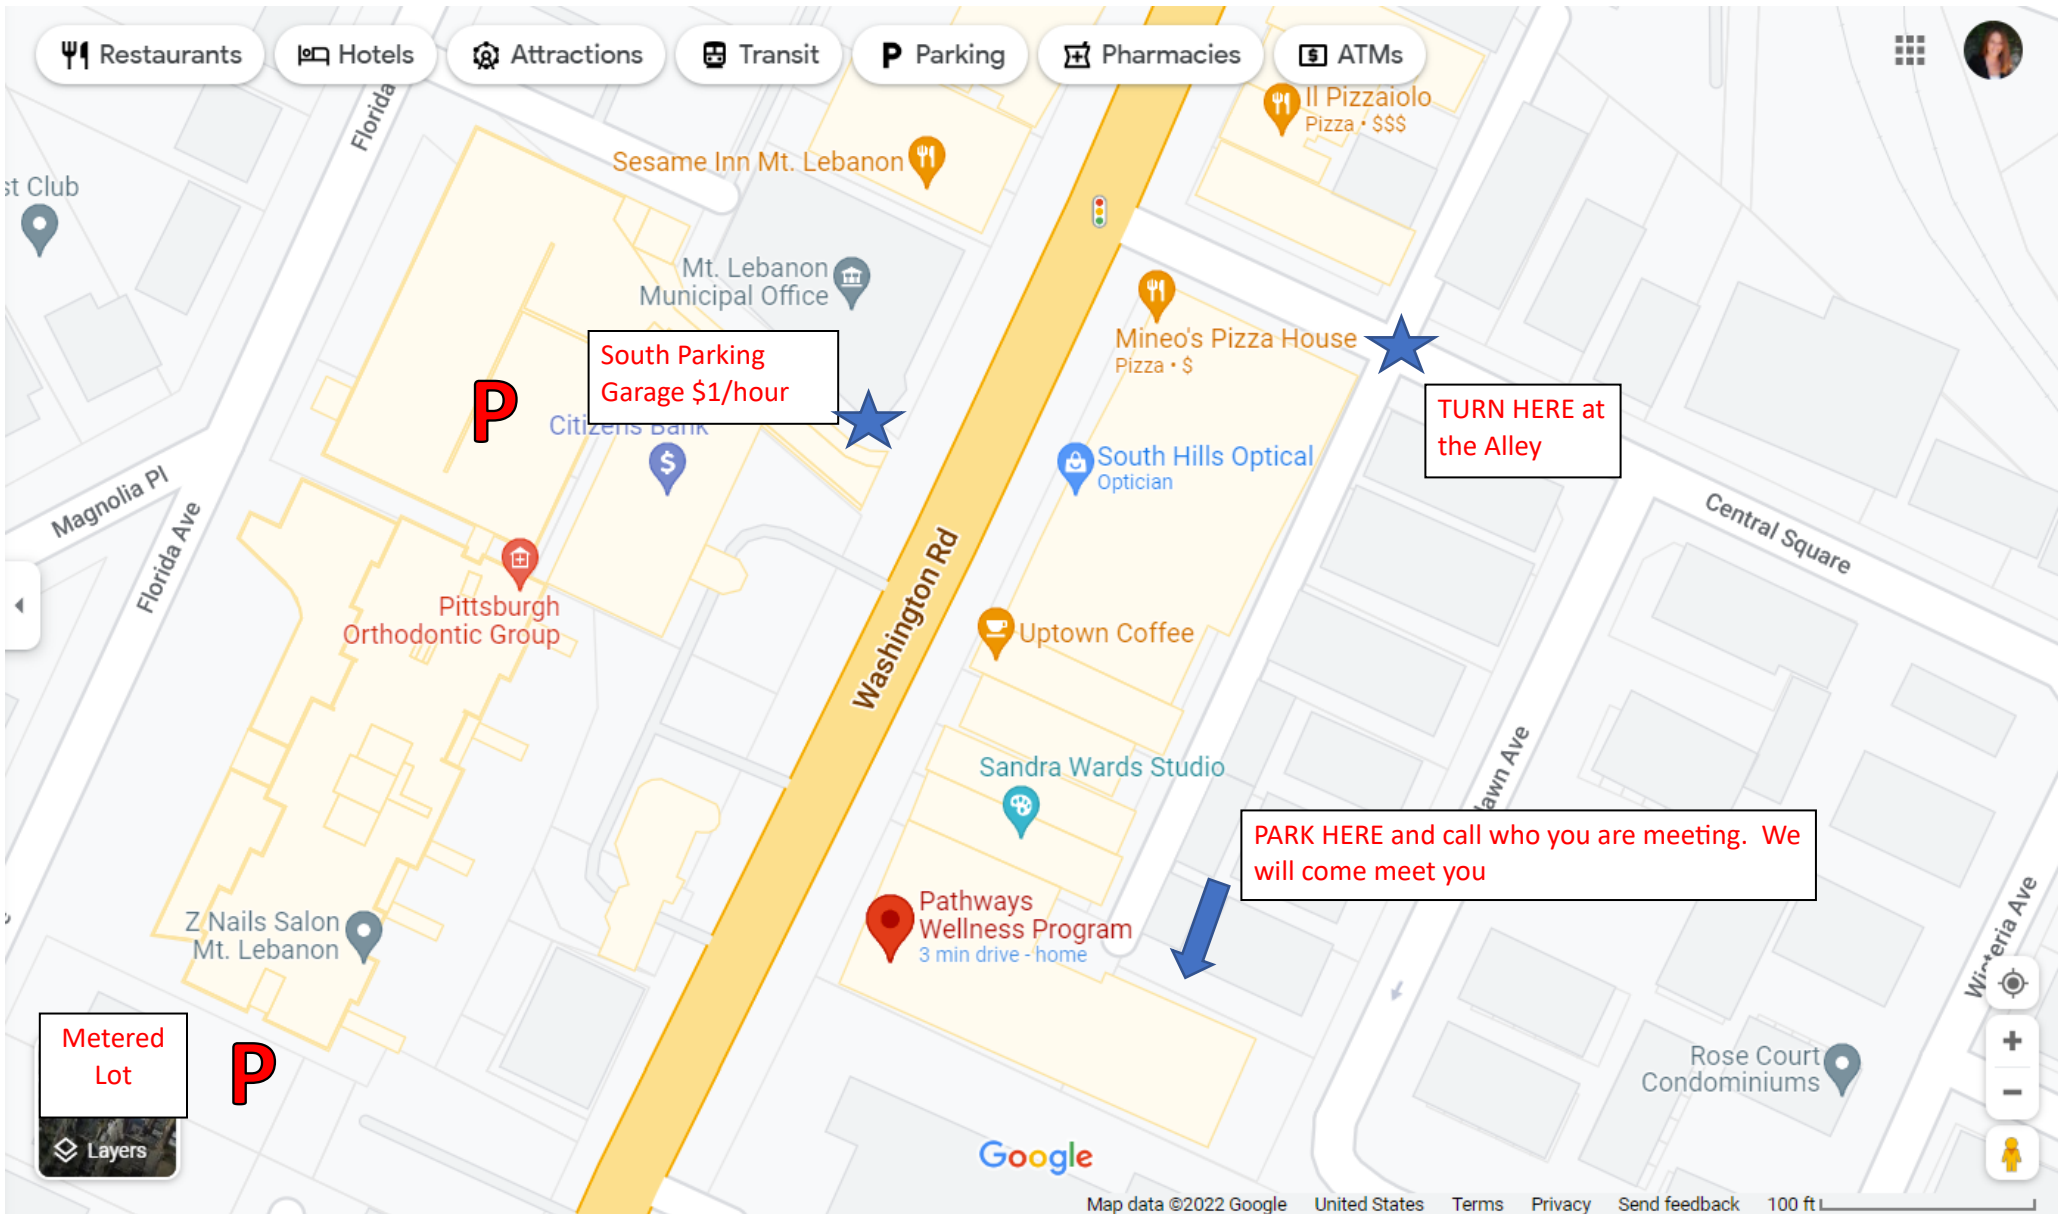 Restaurants
Hotels
Attractions
Transit
P Parking
Pharmacies
ATMs
Florida
Il Pizzaiolo
Pizza • $$$
Sesame Inn Mt. Lebanon
st Club
Mt. Lebanon
Municipal Office
South Parking
Garage $1/hour
Mineo's Pizza House
Pizza • $
P
Citizens Bank
TURN HERE at
the Alley
South Hills Optical
Optician
Magnolia Pl
Florida Ave
Central Square
Washington Rd
Pittsburgh
Orthodontic Group
Uptown Coffee
Sandra Wards Studio
lawn Ave
PARK HERE and call who you are meeting. We
will come meet you
Pathways
Wellness Program
3 min drive - home
Z Nails Salon
Mt. Lebanon
Wisteria Ave
Metered
Lot
P
Rose Court
Condominiums
Layers
Google
Map data ©2022 Google United States Terms Privacy Send feedback 100 ft